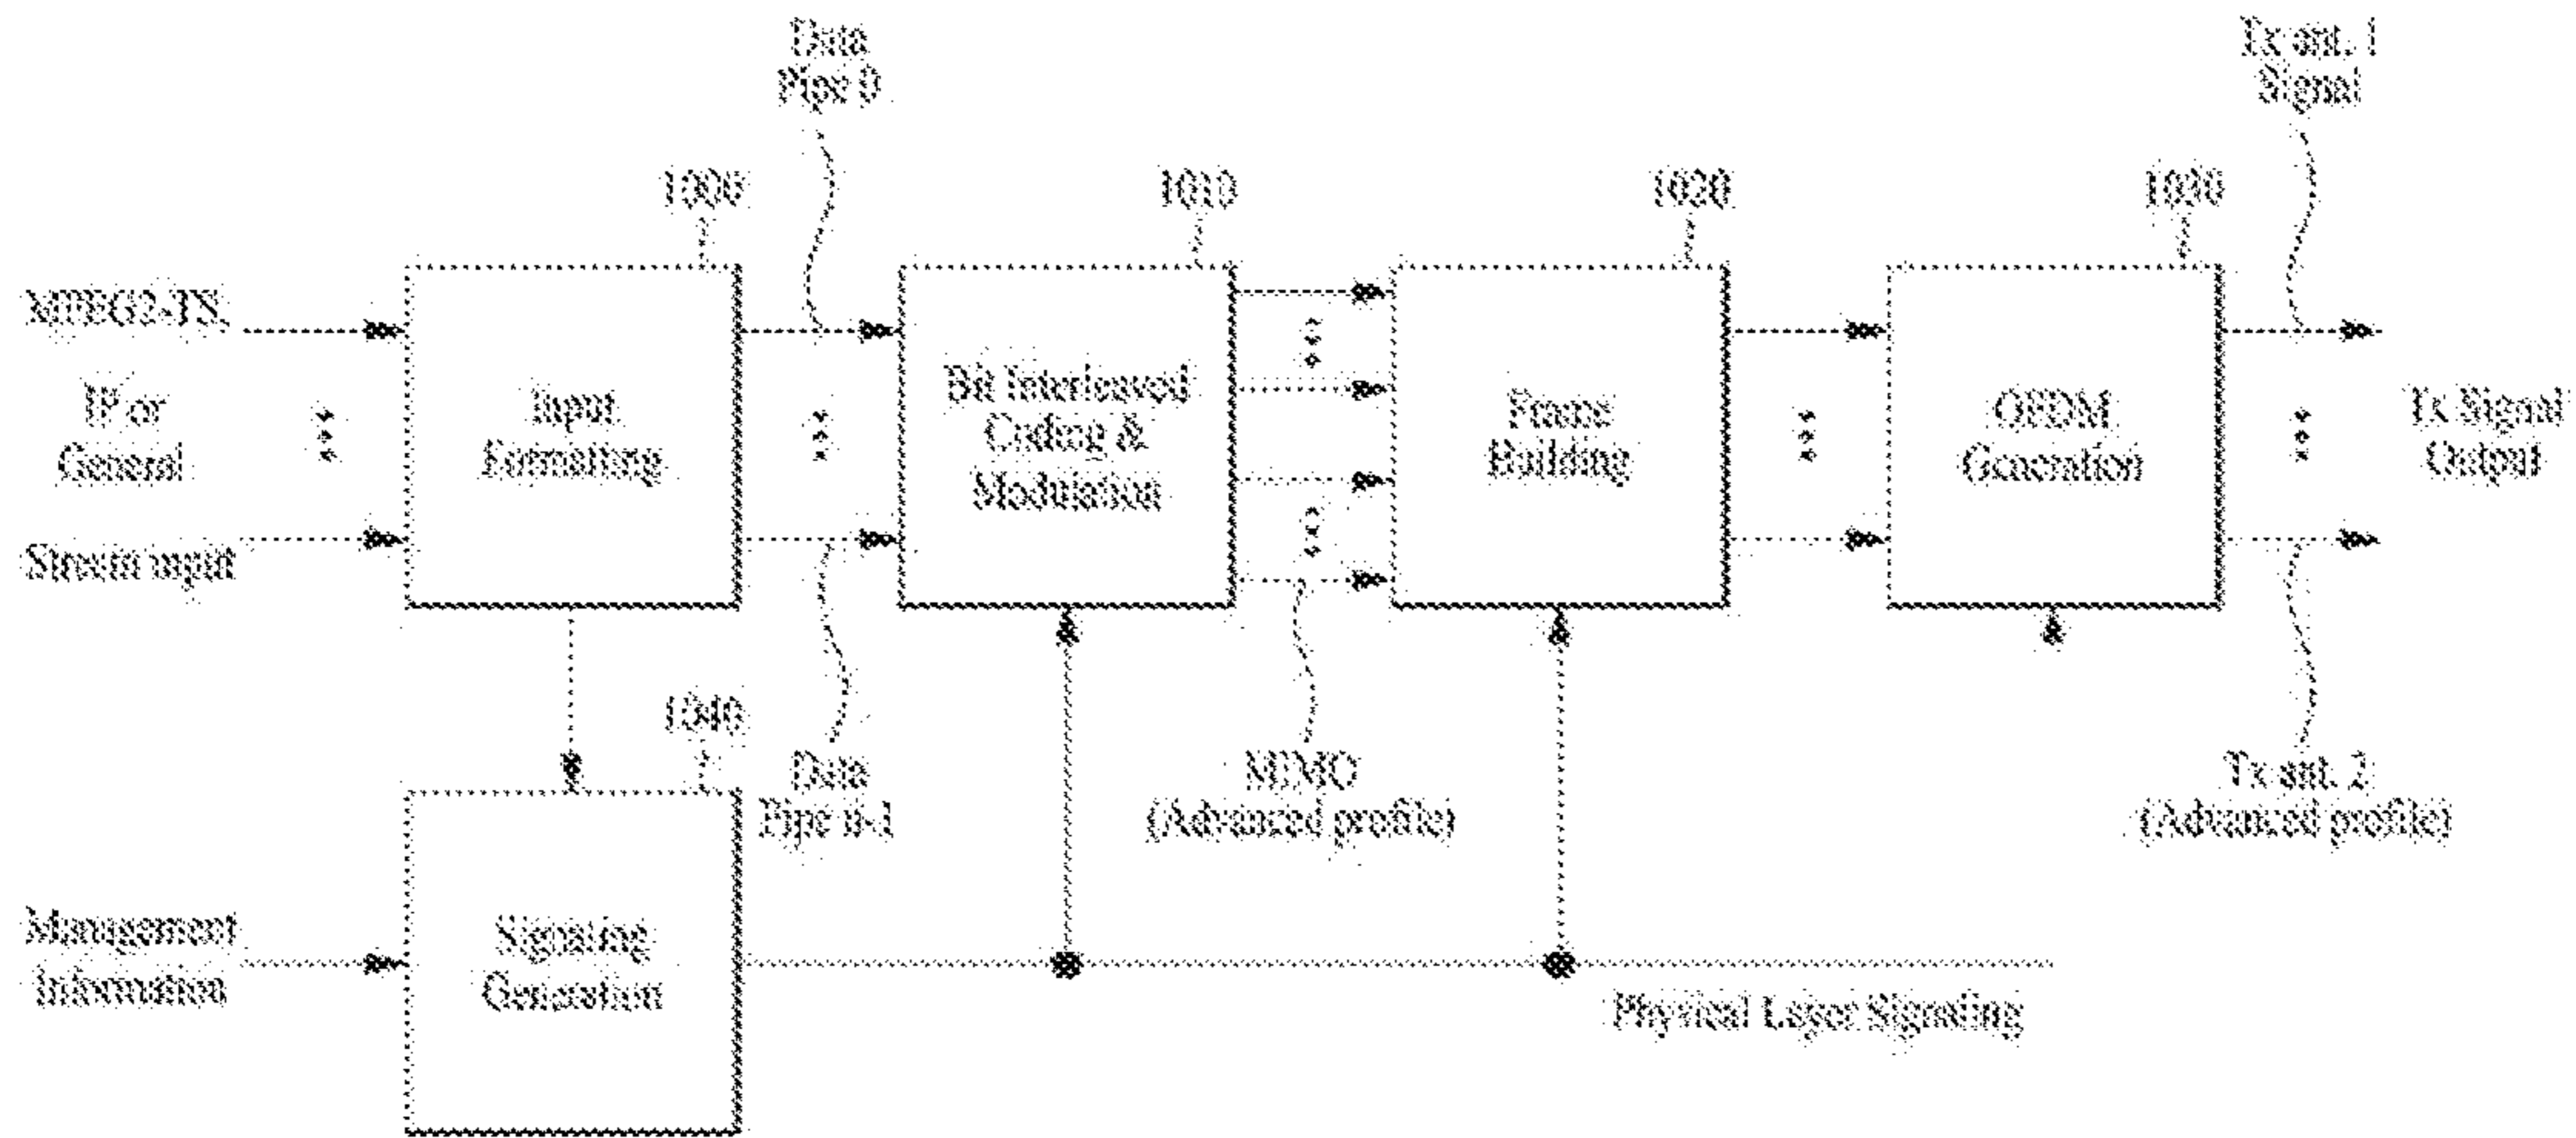 Data
Pipe 0
Tx ant. 1
Signal
1000
1010
1020
1030
MPEG2-TS
IP or
General
Stream input
Input
Formatting
Bit Interleaved
Coding &
Modulation
Frame
Building
OFDM
Generation
Tx Signal
Output
1040
Data
Pipe n-1
MIMO
(Advanced profile)
Tx ant. 2
(Advanced profile)
Management
Information
Signaling
Generation
Physical Layer Signaling